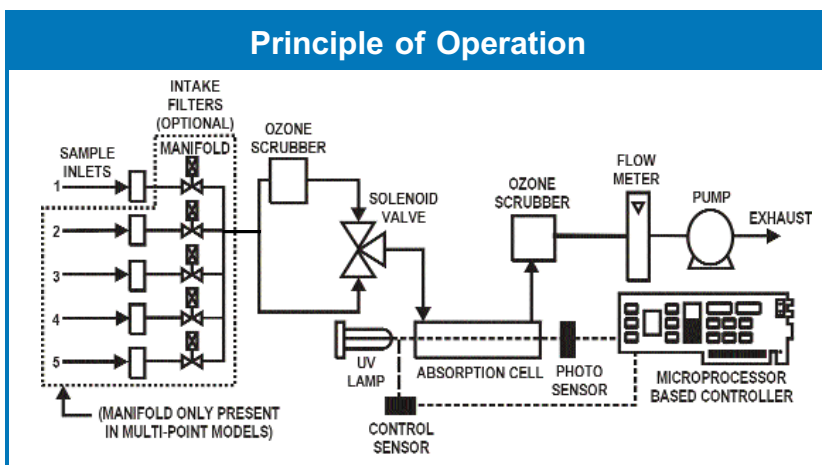 Principle of Operation
INTAKE
FILTERS
(OPTIONAL)
MANIFOLD
SAMPLE
INLETS
1
2
3
4
5
OZONE
SCRUBBER
SOLENOID
VALVE
OZONE
SCRUBBER
FLOW
METER
PUMP
EXHAUST
UV
LAMP
ABSORPTION CELL
PHOTO
SENSOR
MICROPROCESSOR
BASED CONTROLLER
CONTROL
SENSOR
(MANIFOLD ONLY PRESENT
IN MULTI-POINT MODELS)